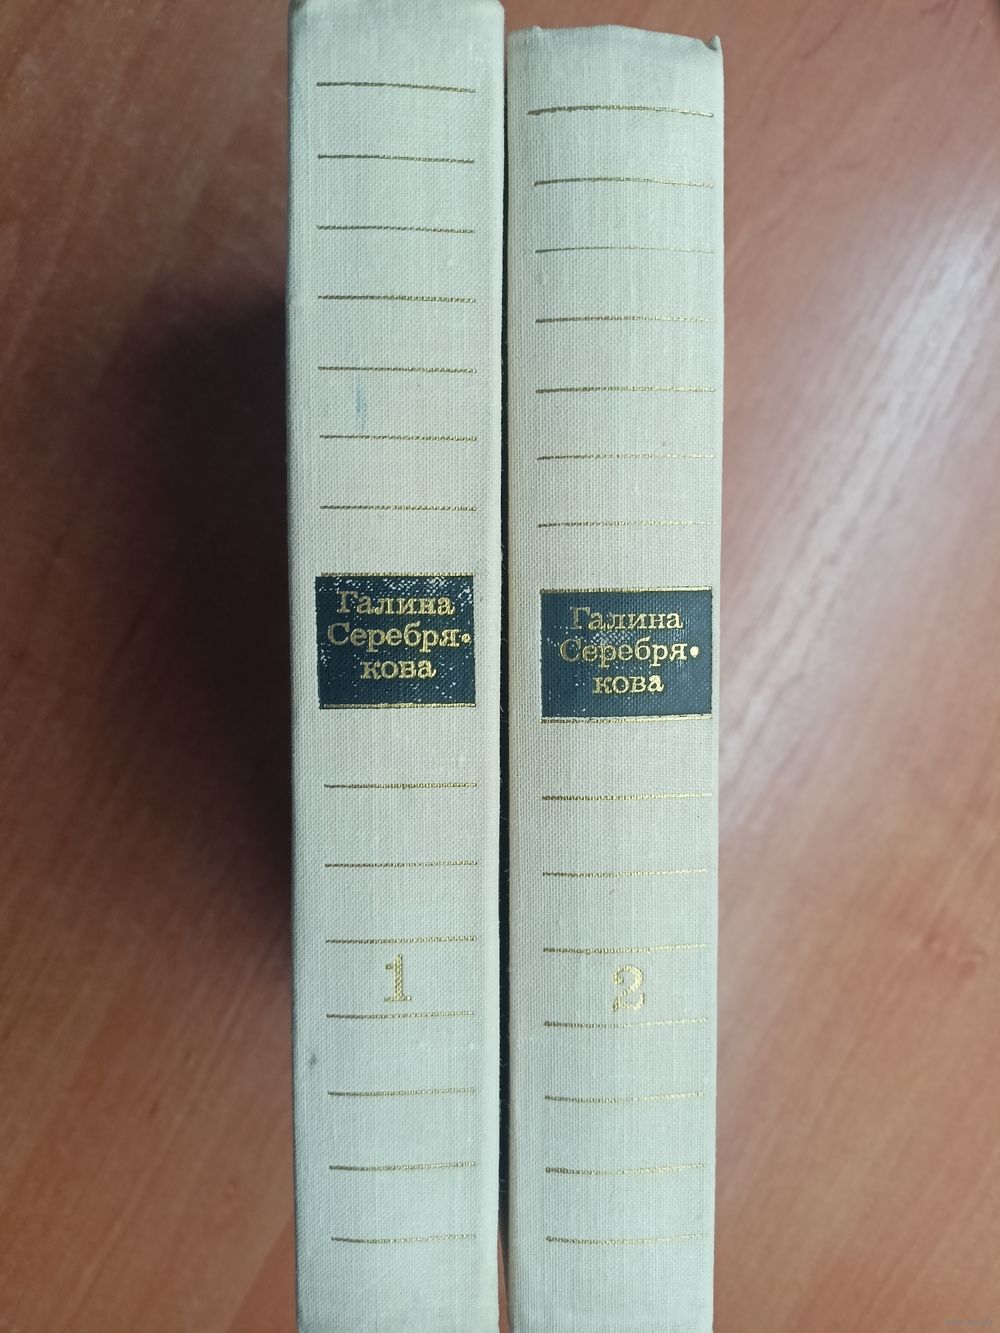 Галина
Серебря•
кова
1
Галина
Серебря•
кова
2